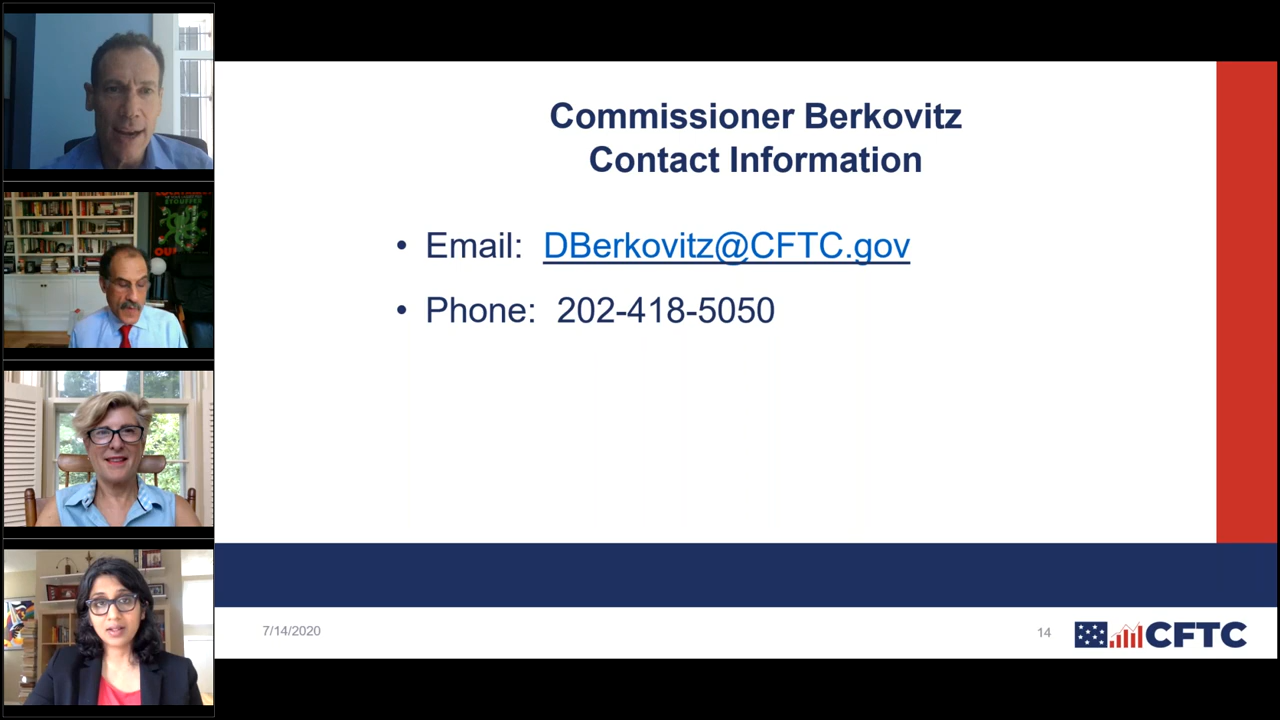 Commissioner Berkovitz
Contact Information
• Email: DBerkovitz@CFTC.gov
• Phone: 202-418-5050
7/14/2020
14
CFTC